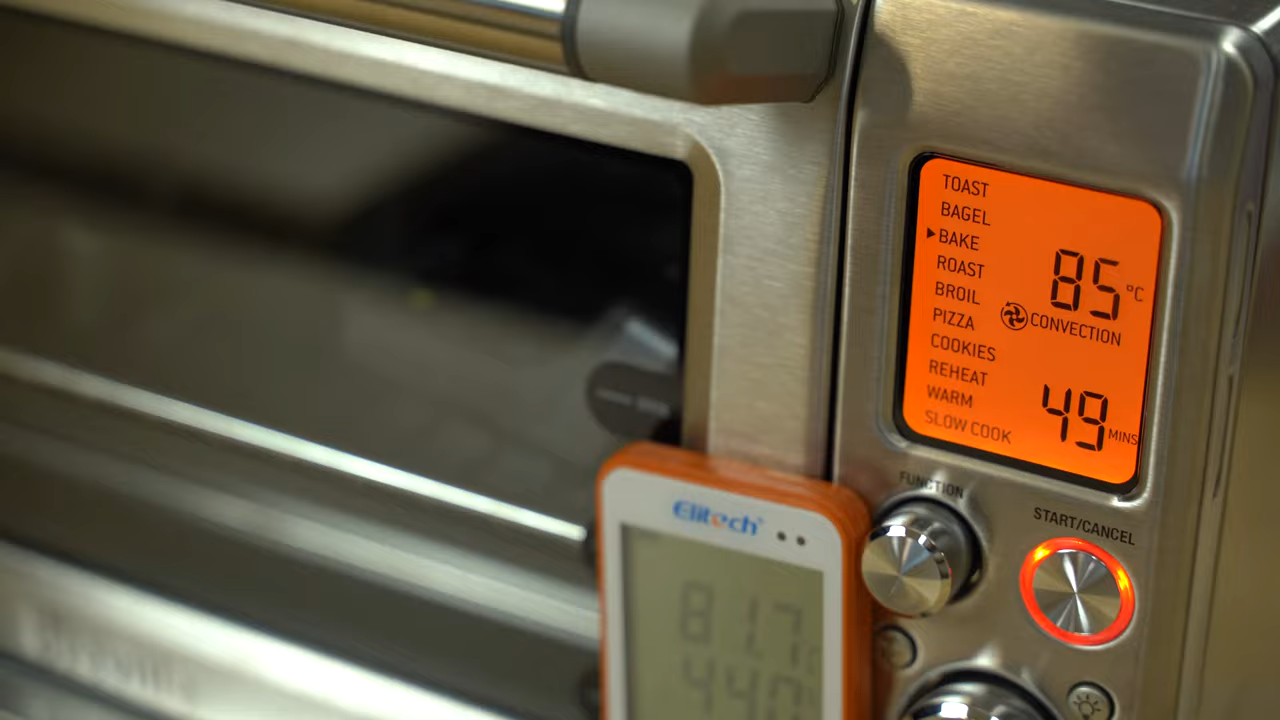 TOAST
BAGEL
▶BAKE
ROAST
BROIL
PIZZA
COOKIES
REHEAT
WARM
SLOW COOK
85°C
CONVECTION
49 MINS
FUNCTION
START/CANCEL
Elitech